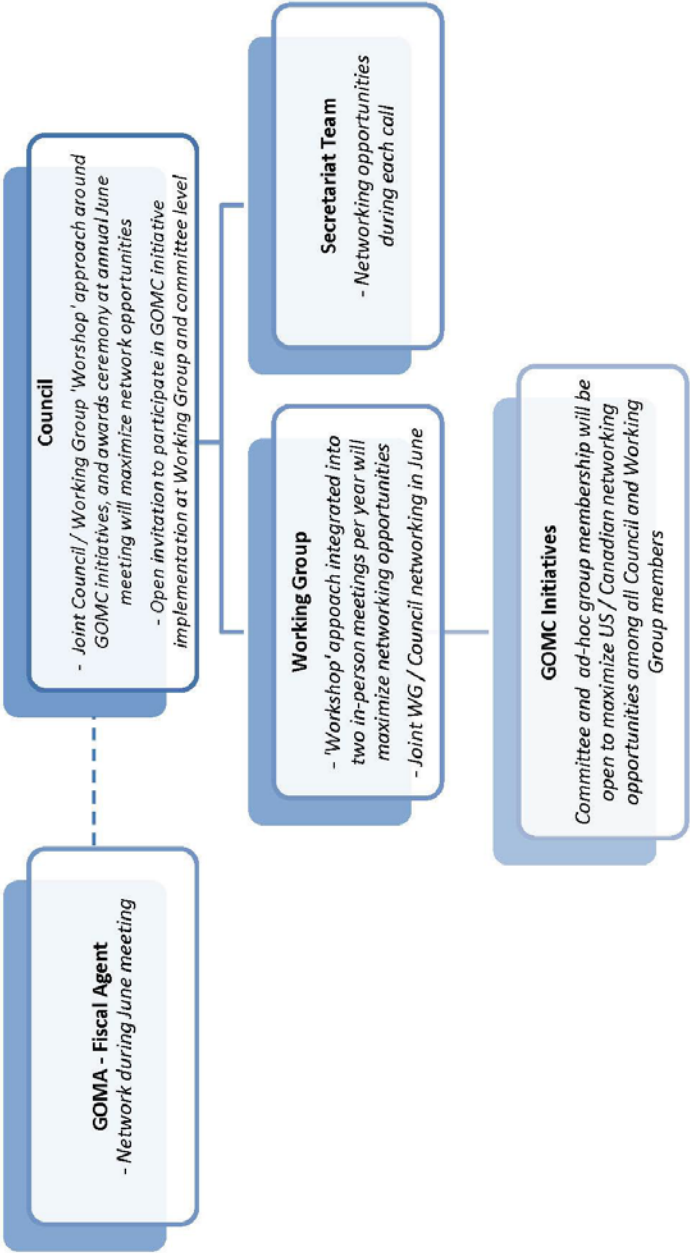 GOMA - Fiscal Agent
- Network during June meeting
Council
- Joint Council / Working Group 'Worshop' approach around
GOMC initiatives, and awards ceremony at annual June
meeting will maximize network opportunities
- Open invitation to participate in GOMC initiative
implementation at Working Group and committee level
Working Group
- 'Workshop' appoach integrated into
two in-person meetings per year will
maximize networking opportunities
- Joint WG / Council networking in June
Secretariat Team
- Networking opportunities
during each call
GOMC Initiatives
Committee and ad-hoc group membership will be
open to maximize US / Canadian networking
opportunities among all Council and Working
Group members